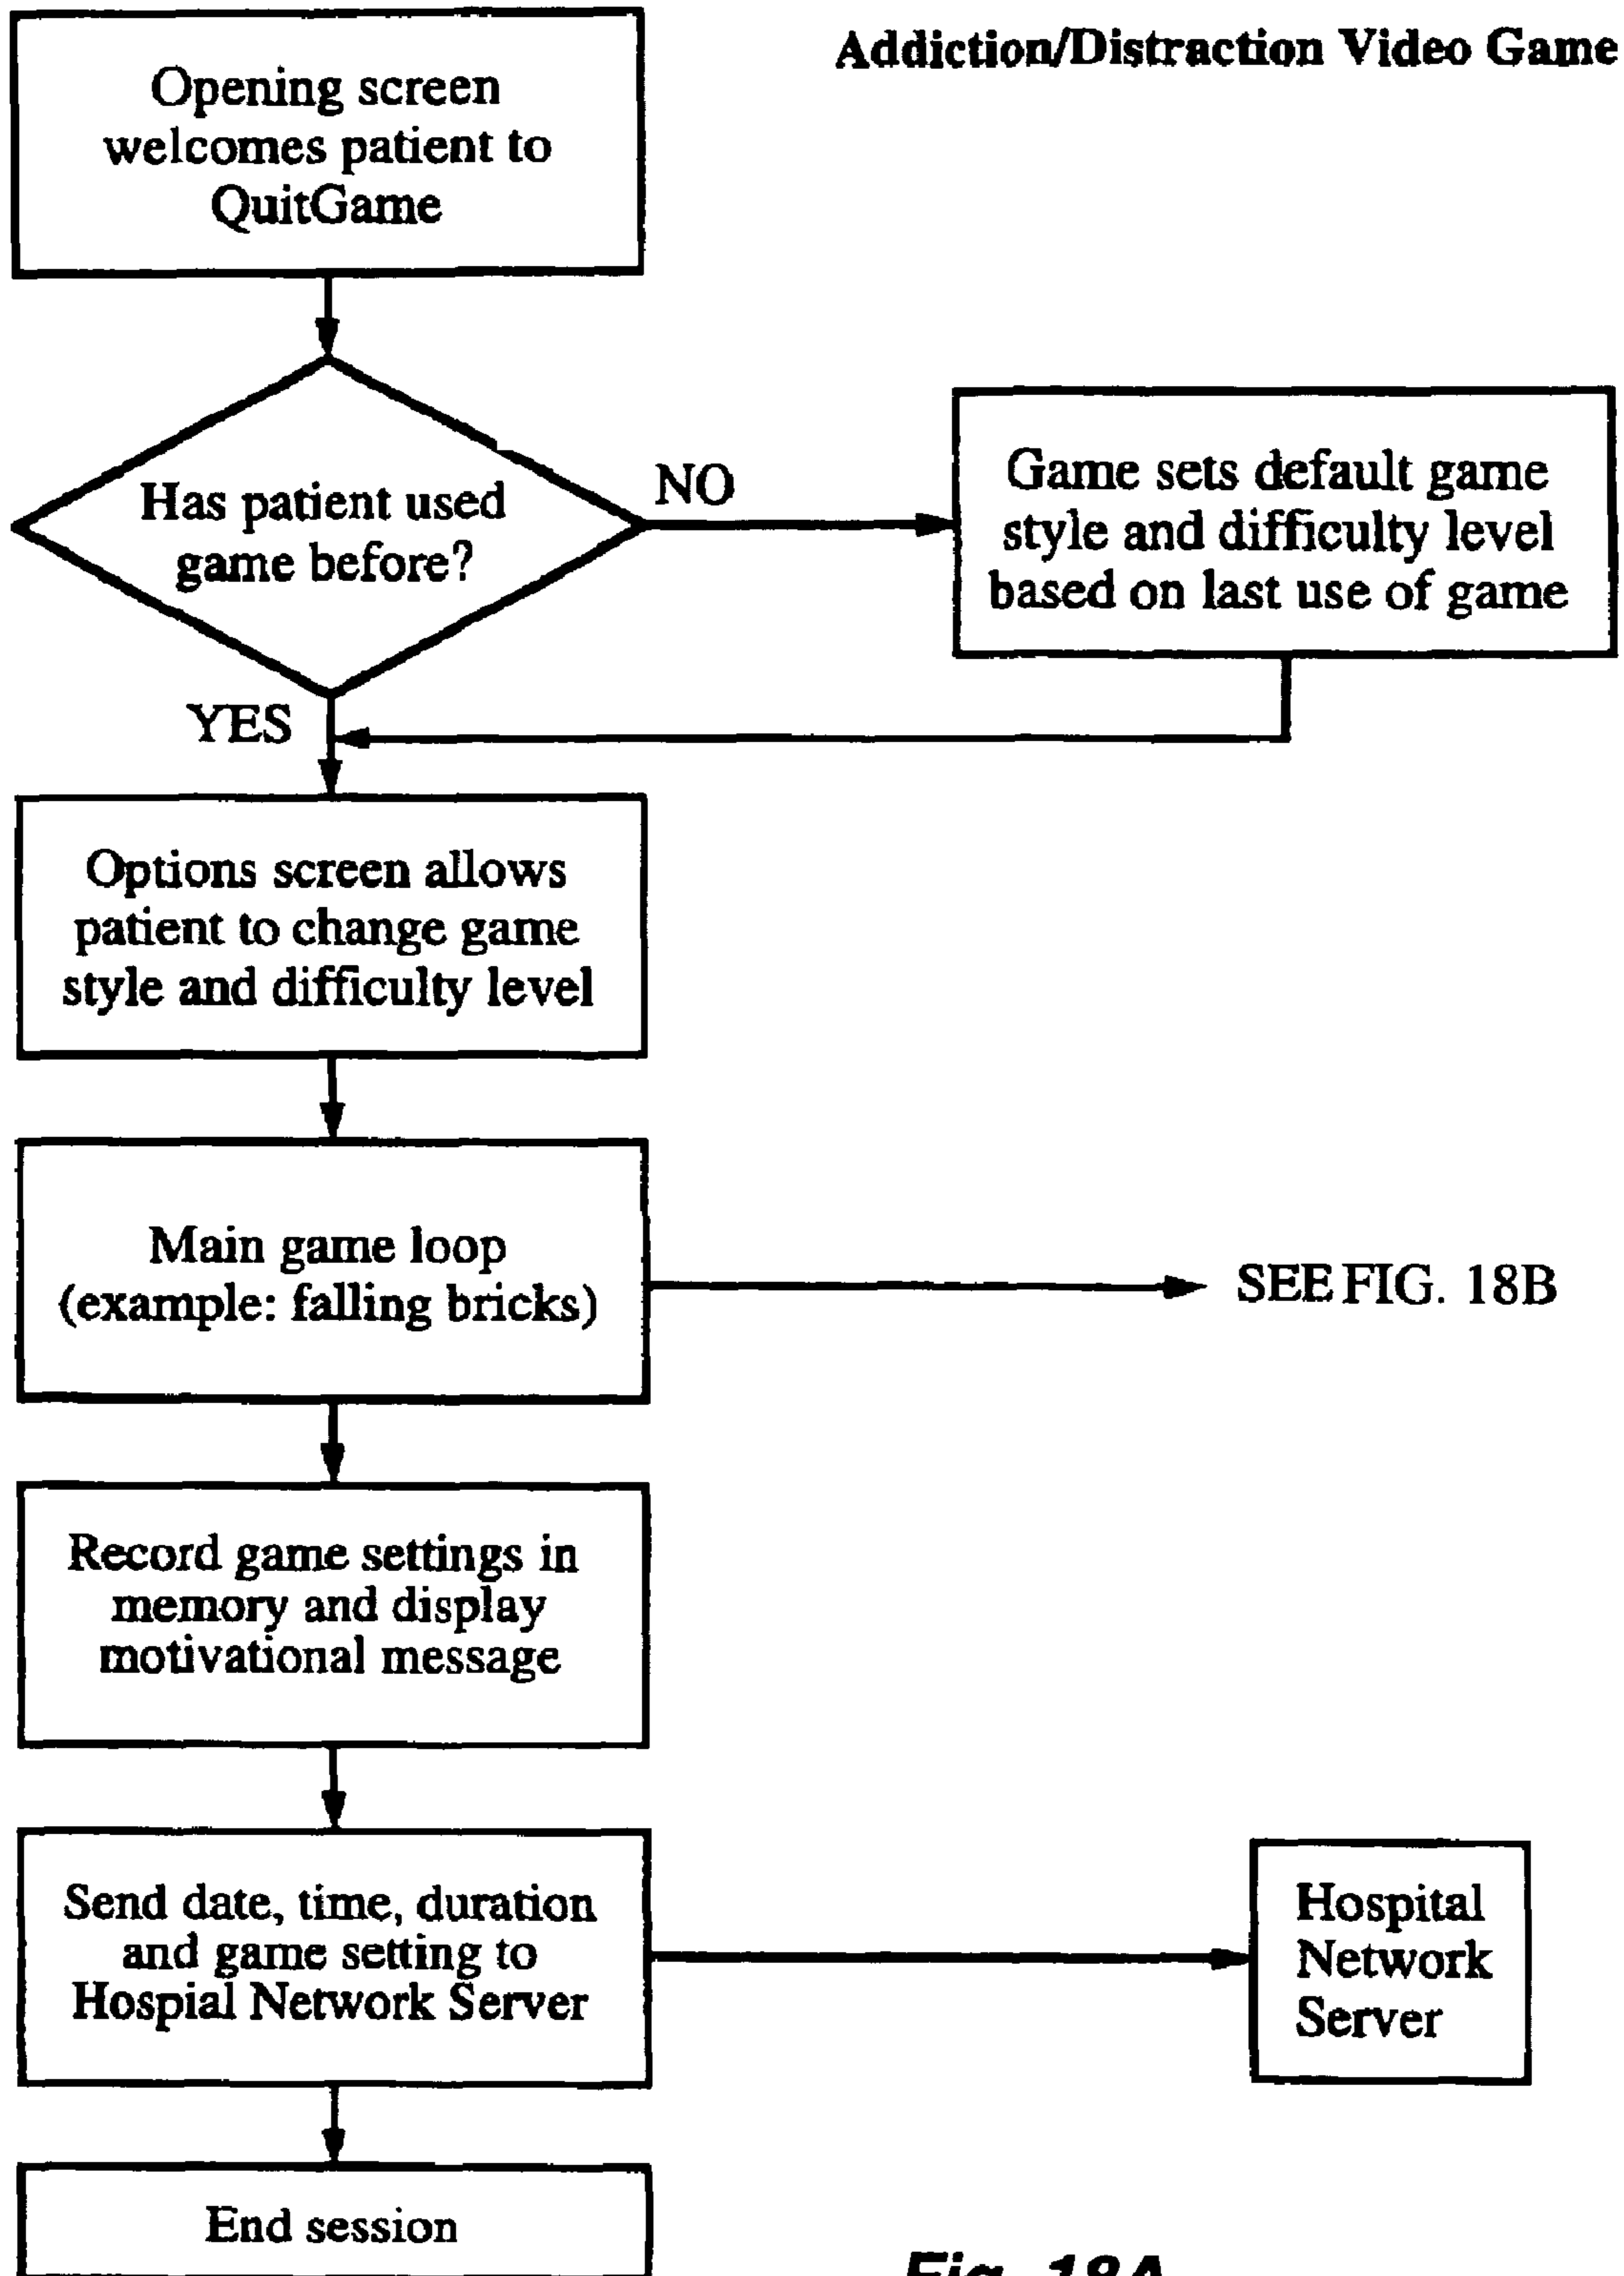 Addiction/Distraction Video Game
Opening screen
welcomes patient to
QuitGame
Has patient used
game before?
NO
Game sets default game
style and difficulty level
based on last use of game
YES
Options screen allows
patient to change game
style and difficulty level
Main game loop
(example: falling bricks)
SEE FIG. 18B
Record game settings in
memory and display
motivational message
Send date, time, duration
and game setting to
Hospial Network Server
Hospital
Network
Server
End session
Fig. 18A